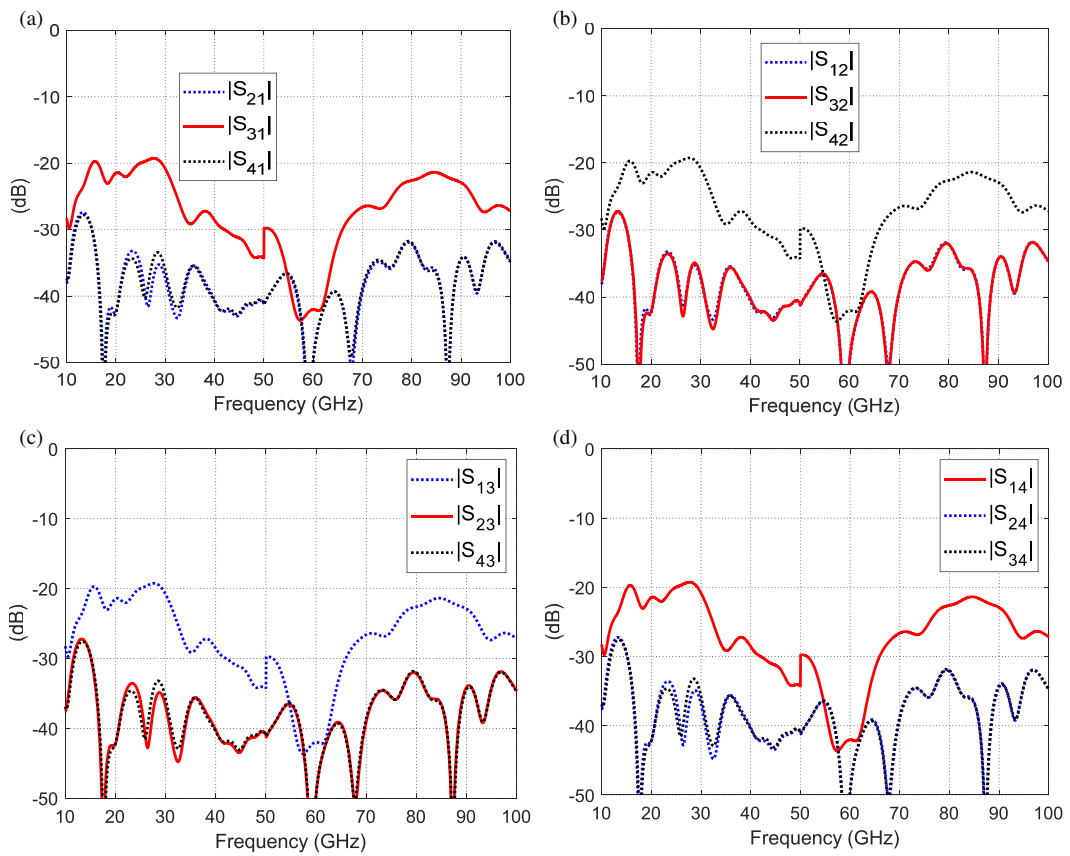 (a)
0
-10
-20
-30
-40
-50
(dB)
|S21|
|S31|
|S41|
10 20 30 40 50 60 70 80 90 100
Frequency (GHz)
(b)
0
-10
-20
-30
-40
-50
(dB)
|S12|
|S32|
|S42|
10 20 30 40 50 60 70 80 90 100
Frequency (GHz)
(c)
0
-10
-20
-30
-40
-50
(dB)
|S13|
|S23|
|S43|
10 20 30 40 50 60 70 80 90 100
Frequency (GHz)
(d)
0
-10
-20
-30
-40
-50
(dB)
|S14|
|S24|
|S34|
10 20 30 40 50 60 70 80 90 100
Frequency (GHz)